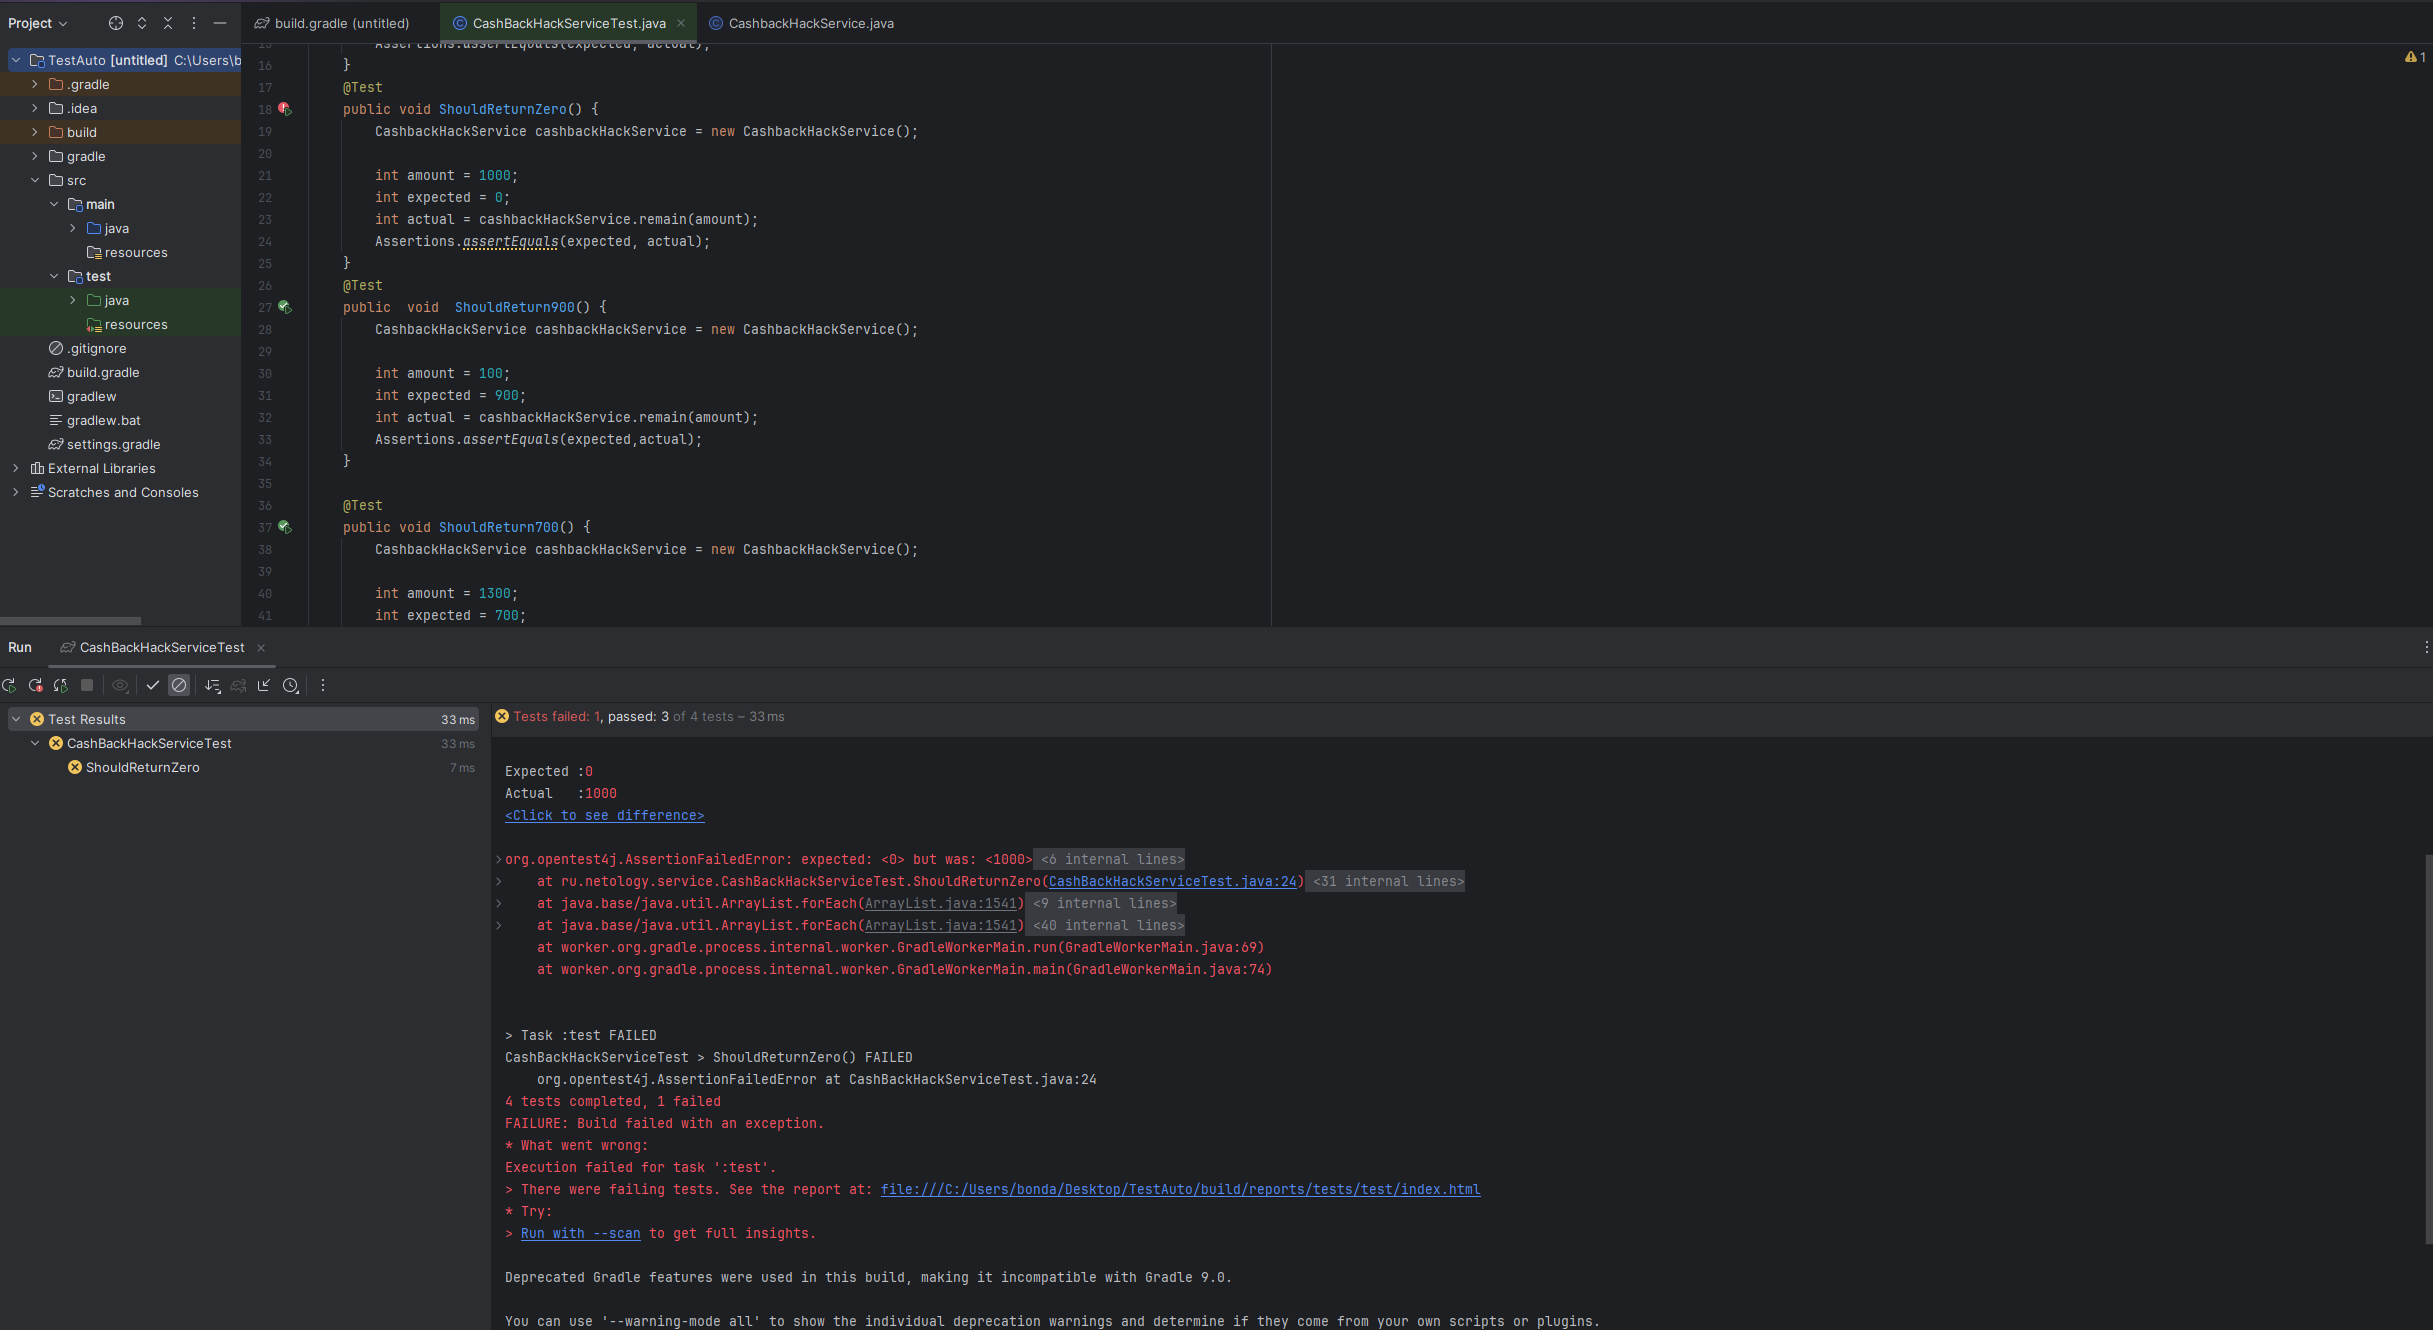 Project
build.gradle (untitled)
CashBackHackServiceTest.java
CashbackHackService.java
TestAuto [untitled] C:\Users\b
.gradle
.idea
build
gradle
src
main
java
resources
test
java
resources
.gitignore
build.gradle
gradlew
gradlew.bat
settings.gradle
External Libraries
Scratches and Consoles
1
15 Assertions.assertEquals(expected, actual);
16 }
17 @Test
18 public void ShouldReturnZero() {
19 CashbackHackService cashbackHackService = new CashbackHackService();
20
21 int amount = 1000;
22 int expected = 0;
23 int actual = cashbackHackService.remain(amount);
24 Assertions.assertEquals(expected, actual);
25 }
26 @Test
27 public  void  ShouldReturn900() {
28 CashbackHackService cashbackHackService = new CashbackHackService();
29
30 int amount = 100;
31 int expected = 900;
32 int actual = cashbackHackService.remain(amount);
33 Assertions.assertEquals(expected,actual);
34 }
35
36 @Test
37 public void ShouldReturn700() {
38 CashbackHackService cashbackHackService = new CashbackHackService();
39
40 int amount = 1300;
41 int expected = 700;
Run
CashBackHackServiceTest
Test Results 33 ms
CashBackHackServiceTest 33 ms
ShouldReturnZero 7 ms
Tests failed: 1, passed: 3 of 4 tests – 33 ms
Expected :0
Actual   :1000
<Click to see difference>
org.opentest4j.AssertionFailedError: expected: <0> but was: <1000> <6 internal lines>
at ru.netology.service.CashBackHackServiceTest.ShouldReturnZero(CashBackHackServiceTest.java:24) <31 internal lines>
at java.base/java.util.ArrayList.forEach(ArrayList.java:1541) <9 internal lines>
at java.base/java.util.ArrayList.forEach(ArrayList.java:1541) <40 internal lines>
at worker.org.gradle.process.internal.worker.GradleWorkerMain.run(GradleWorkerMain.java:69)
at worker.org.gradle.process.internal.worker.GradleWorkerMain.main(GradleWorkerMain.java:74)
> Task :test FAILED
CashBackHackServiceTest > ShouldReturnZero() FAILED
org.opentest4j.AssertionFailedError at CashBackHackServiceTest.java:24
4 tests completed, 1 failed
FAILURE: Build failed with an exception.
* What went wrong:
Execution failed for task ':test'.
> There were failing tests. See the report at: file:///C:/Users/bonda/Desktop/TestAuto/build/reports/tests/test/index.html
* Try:
> Run with --scan to get full insights.
Deprecated Gradle features were used in this build, making it incompatible with Gradle 9.0.
You can use '--warning-mode all' to show the individual deprecation warnings and determine if they come from your own scripts or plugins.